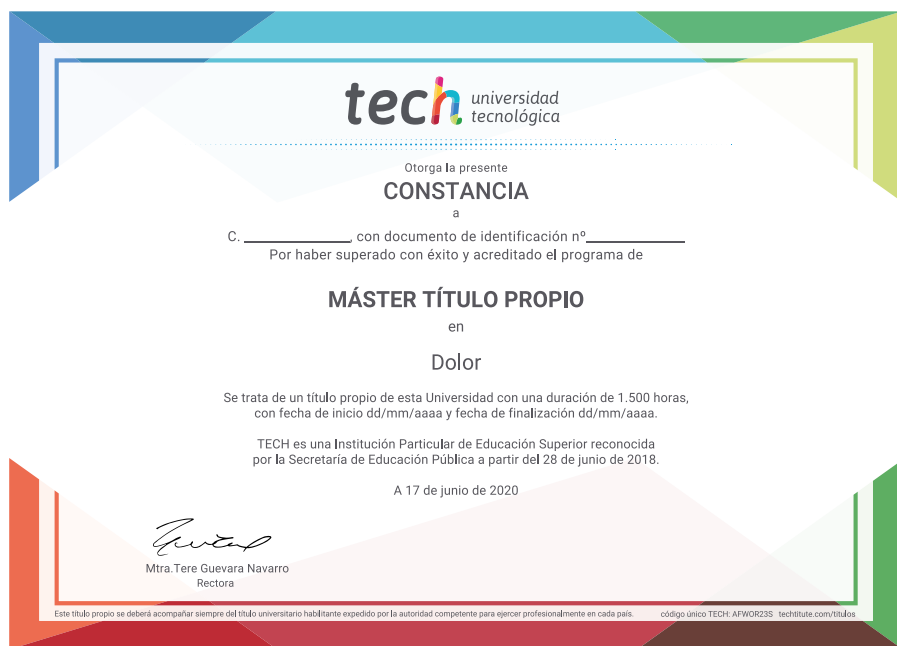 tech universidad
tecnológica
Otorga la presente
CONSTANCIA
a
C. ____________, con documento de identificación nº____________
Por haber superado con éxito y acreditado el programa de
MÁSTER TÍTULO PROPIO
en
Dolor
Se trata de un título propio de esta Universidad con una duración de 1.500 horas,
con fecha de inicio dd/mm/aaaa y fecha de finalización dd/mm/aaaa.
TECH es una Institución Particular de Educación Superior reconocida
por la Secretaría de Educación Pública a partir del 28 de junio de 2018.
A 17 de junio de 2020
Mtra.Tere Guevara Navarro
Rectora
Este título propio se deberá acompañar siempre del título universitario habilitante expedido por la autoridad competente para ejercer profesionalmente en cada país. código único TECH: AFWOR23S techtitute.com/titulos